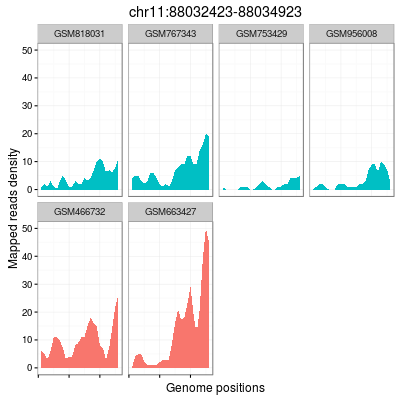 chr11:88032423-88034923
GSM818031 GSM767343 GSM753429 GSM956008
50
40
30
20
10
0
GSM466732 GSM663427
50
40
30
20
10
0
Mapped reads density
Genome positions